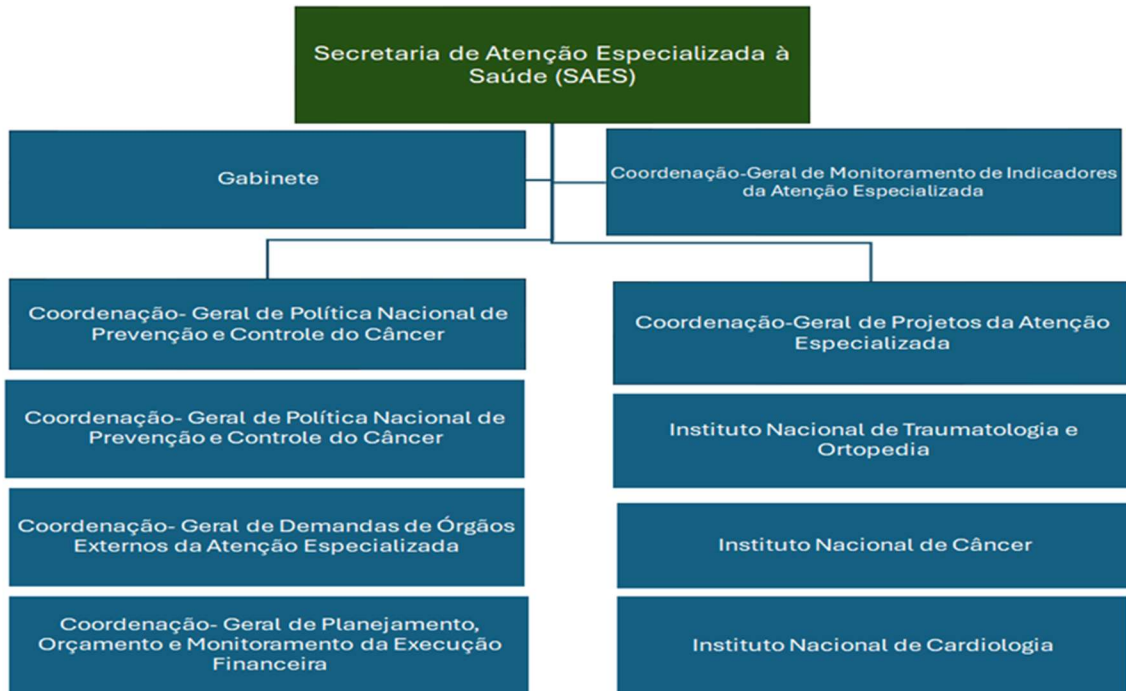 Secretaria de Atenção Especializada à
Saúde (SAES)
Gabinete
Coordenação-Geral de Monitoramento de Indicadores
da Atenção Especializada
Coordenação- Geral de Política Nacional de
Prevenção e Controle do Câncer
Coordenação- Geral de Política Nacional de
Prevenção e Controle do Câncer
Coordenação- Geral de Demandas de Órgãos
Externos da Atenção Especializada
Coordenação- Geral de Planejamento,
Orçamento e Monitoramento da Execução
Financeira
Coordenação-Geral de Projetos da Atenção
Especializada
Instituto Nacional de Traumatologia e
Ortopedia
Instituto Nacional de Câncer
Instituto Nacional de Cardiologia